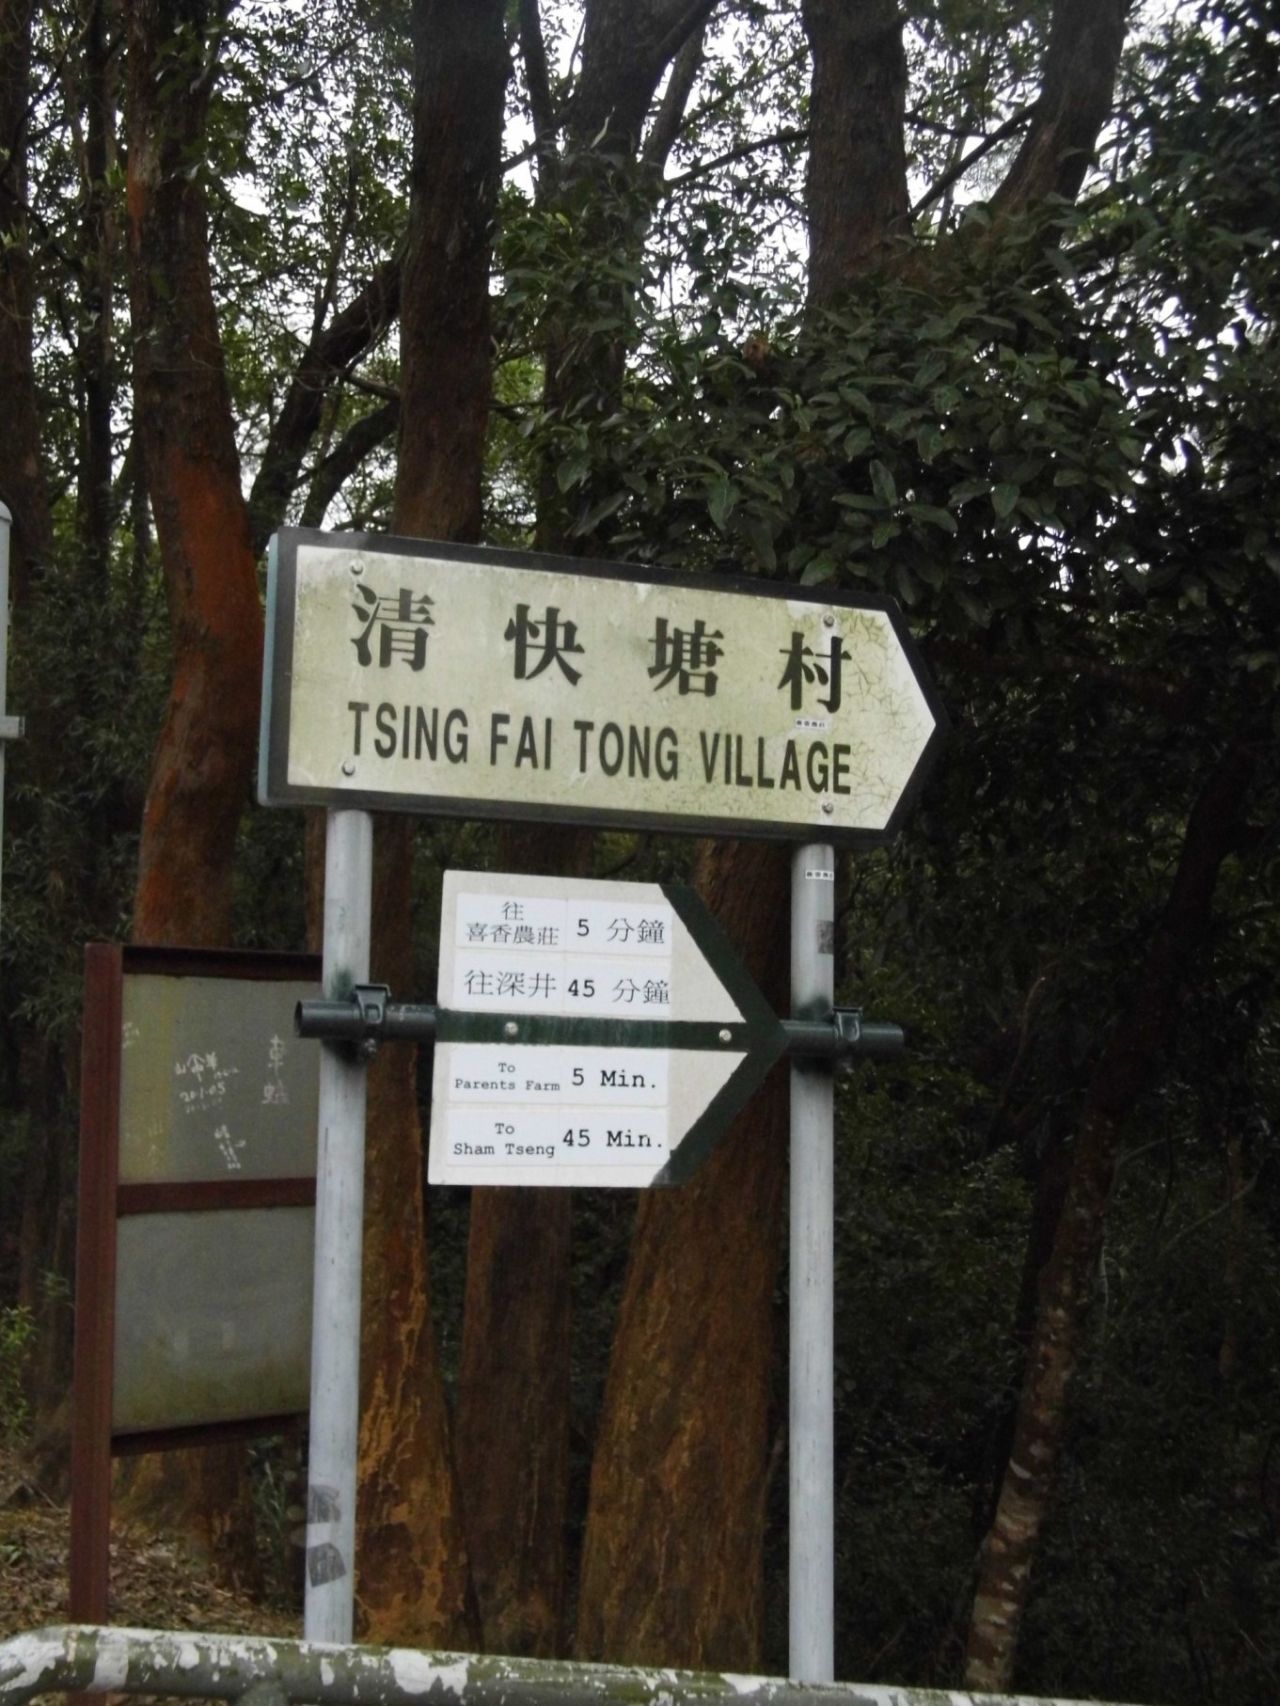 清快塘村
TSING FAI TONG VILLAGE
往
喜香農莊 5 分鐘
往深井 45 分鐘
To
Parents Farm 5 Min.
To
Sham Tseng 45 Min.